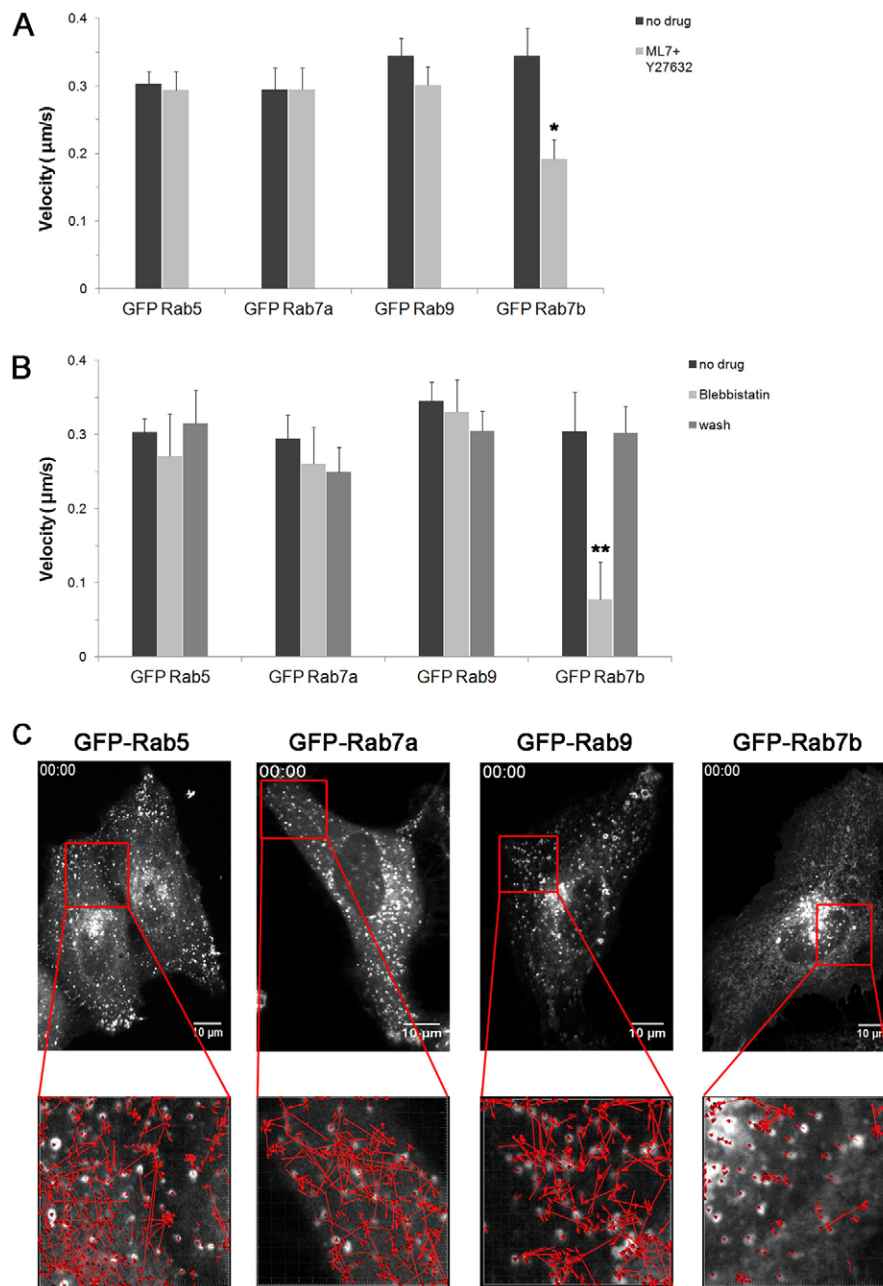 A
Velocity ( µm/s)
0.4
0.3
0.2
0.1
0
*
GFP Rab5 GFP Rab7a GFP Rab9 GFP Rab7b
no drug
ML7+
Y27632
B
Velocity ( µm/s)
0.4
0.3
0.2
0.1
0
**
GFP Rab5 GFP Rab7a GFP Rab9 GFP Rab7b
no drug
Blebbistatin
wash
C
GFP-Rab5 GFP-Rab7a GFP-Rab9 GFP-Rab7b
00:00 00:00 00:00 00:00
10 µm 10 µm 10 µm 10 µm